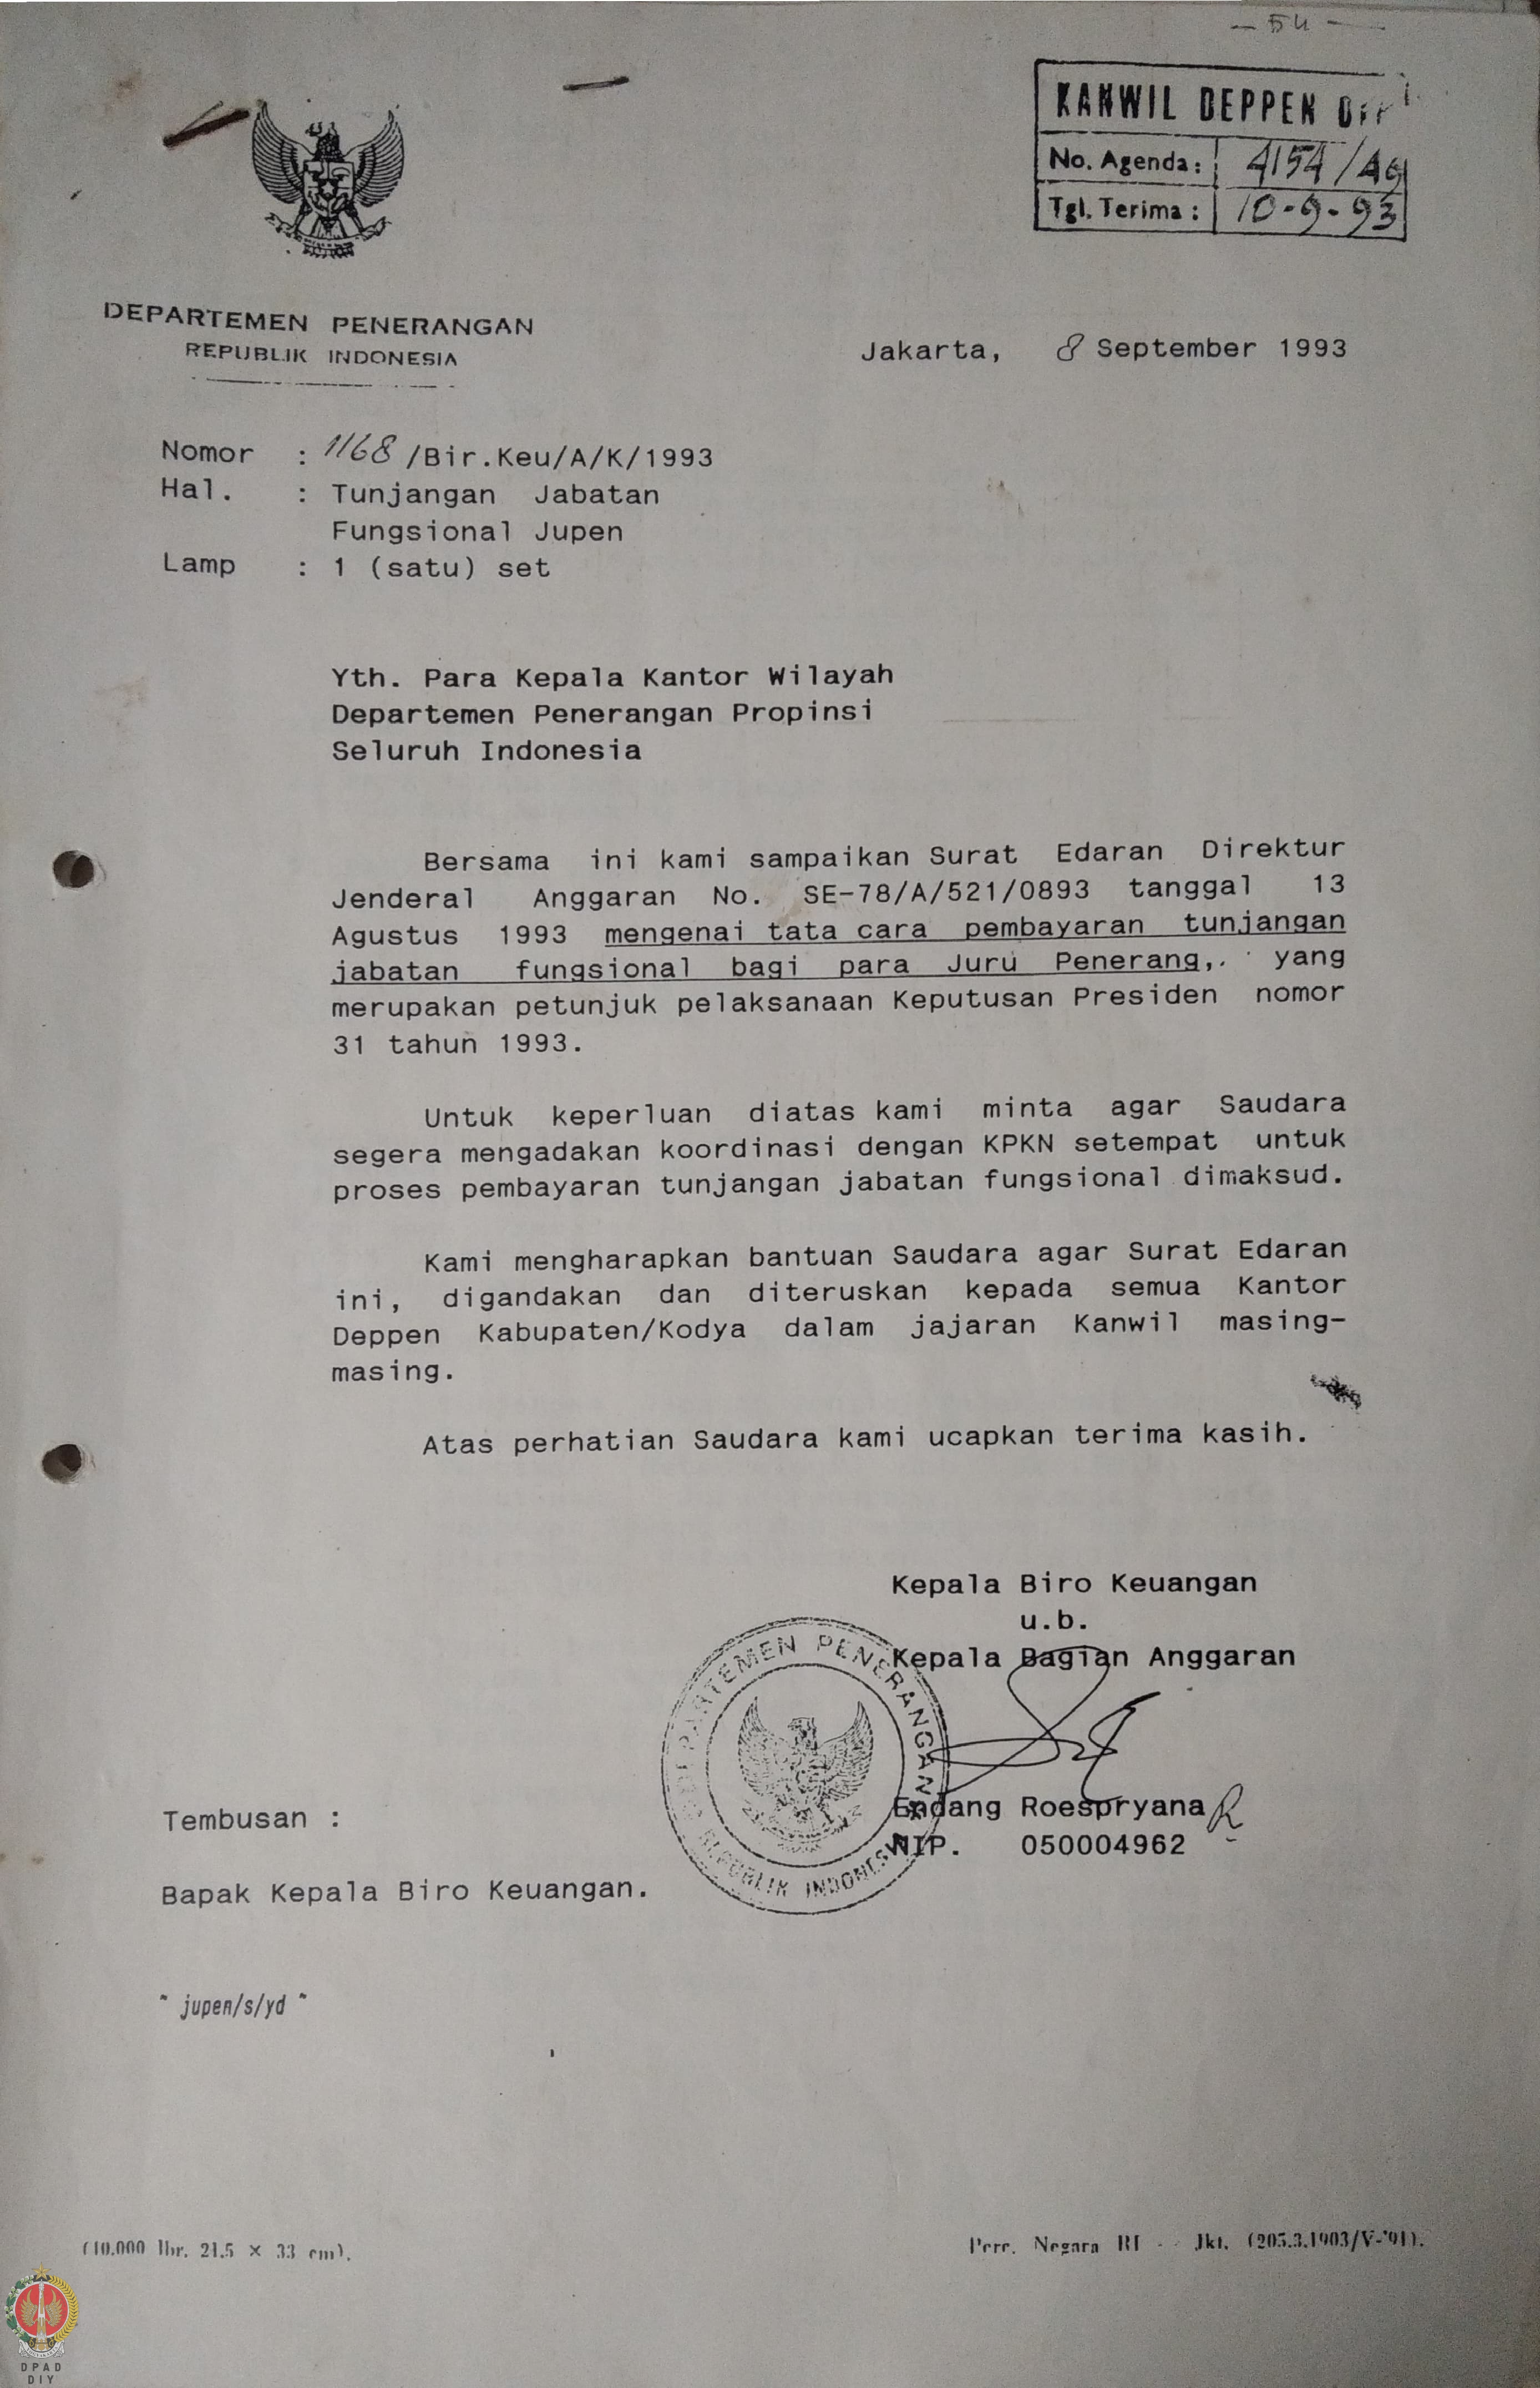 - 54 -
KANWIL DEPPEN
No. Agenda : 4154/AG
Tgl. Terima : 10-9-93
DEPARTEMEN PENERANGAN
REPUBLIK INDONESIA
Jakarta, 8 September 1993
Nomor : 1168 /Bir.Keu/A/K/1993
Hal. : Tunjangan Jabatan
Fungsional Jupen
Lamp : 1 (satu) set
Yth. Para Kepala Kantor Wilayah
Departemen Penerangan Propinsi
Seluruh Indonesia
Bersama ini kami sampaikan Surat Edaran Direktur
Jenderal Anggaran No. SE-78/A/521/0893 tanggal 13
Agustus 1993 mengenai tata cara pembayaran tunjangan
jabatan fungsional bagi para Juru Penerang, yang
merupakan petunjuk pelaksanaan Keputusan Presiden nomor
31 tahun 1993.
Untuk keperluan diatas kami minta agar Saudara
segera mengadakan koordinasi dengan KPKN setempat untuk
proses pembayaran tunjangan jabatan fungsional dimaksud.
Kami mengharapkan bantuan Saudara agar Surat Edaran
ini, digandakan dan diteruskan kepada semua Kantor
Deppen Kabupaten/Kodya dalam jajaran Kanwil masing-
masing.
Atas perhatian Saudara kami ucapkan terima kasih.
Kepala Biro Keuangan
u.b.
Kepala Bagian Anggaran
DEPARTEMEN PENERANGAN
REPUBLIK INDONESIA
Endang Roespryana
NIP. 050004962
Tembusan :
Bapak Kepala Biro Keuangan.
" jupen/s/yd "
(10.000 lbr. 21,5 × 33 cm).
Perc. Negara RI - Jkt. (205.3.1903/V-'91).
DPAD
DIY